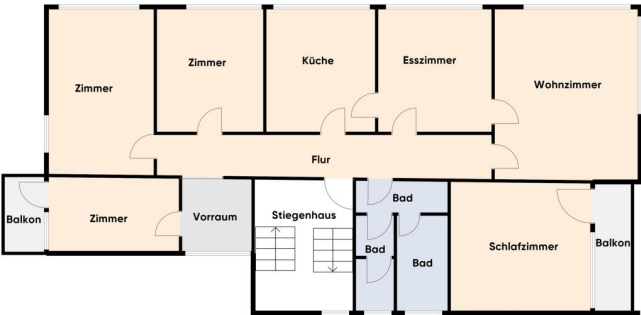 Zimmer
Zimmer
Küche
Esszimmer
Wohnzimmer
Flur
Balkon
Zimmer
Vorraum
Stiegenhaus
Bad
Bad
Bad
Schlafzimmer
Balkon